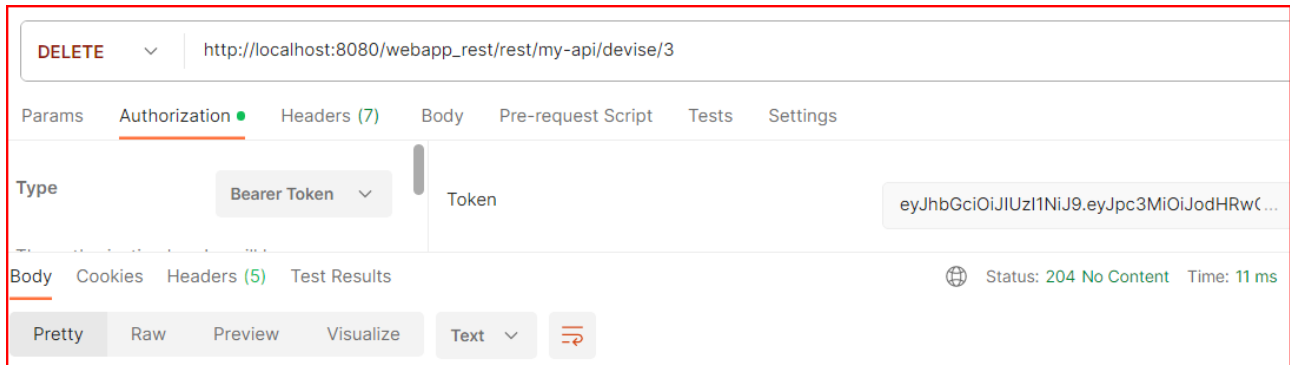 DELETE http://localhost:8080/webapp_rest/rest/my-api/devise/3
Params Authorization Headers (7) Body Pre-request Script Tests Settings
Type Bearer Token Token eyJhbGciOiJIUzI1NiJ9.eyJpc3MiOiJodHRwO...
Body Cookies Headers (5) Test Results Status: 204 No Content Time: 11 ms
Pretty Raw Preview Visualize Text